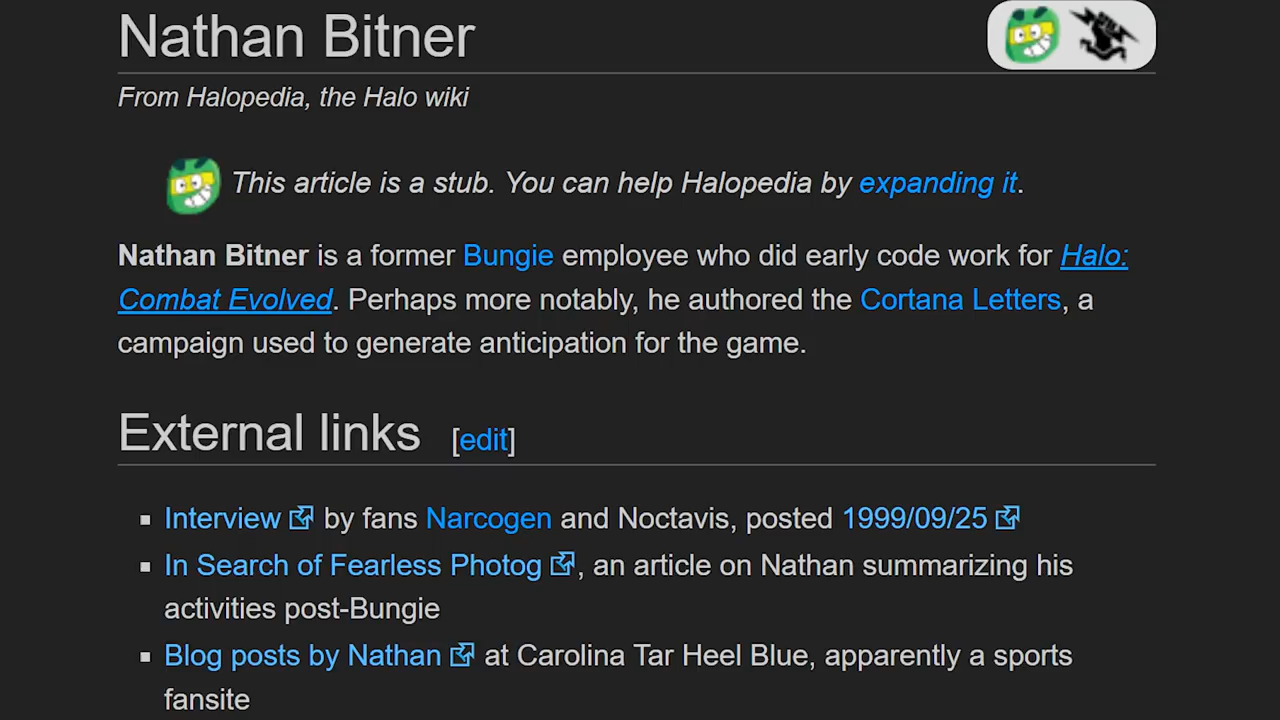 Nathan Bitner
From Halopedia, the Halo wiki
This article is a stub. You can help Halopedia by expanding it.
Nathan Bitner is a former Bungie employee who did early code work for Halo:
Combat Evolved. Perhaps more notably, he authored the Cortana Letters, a
campaign used to generate anticipation for the game.
External links [edit]
Interview by fans Narcogen and Noctavis, posted 1999/09/25
In Search of Fearless Photog, an article on Nathan summarizing his
activities post-Bungie
Blog posts by Nathan at Carolina Tar Heel Blue, apparently a sports
fansite